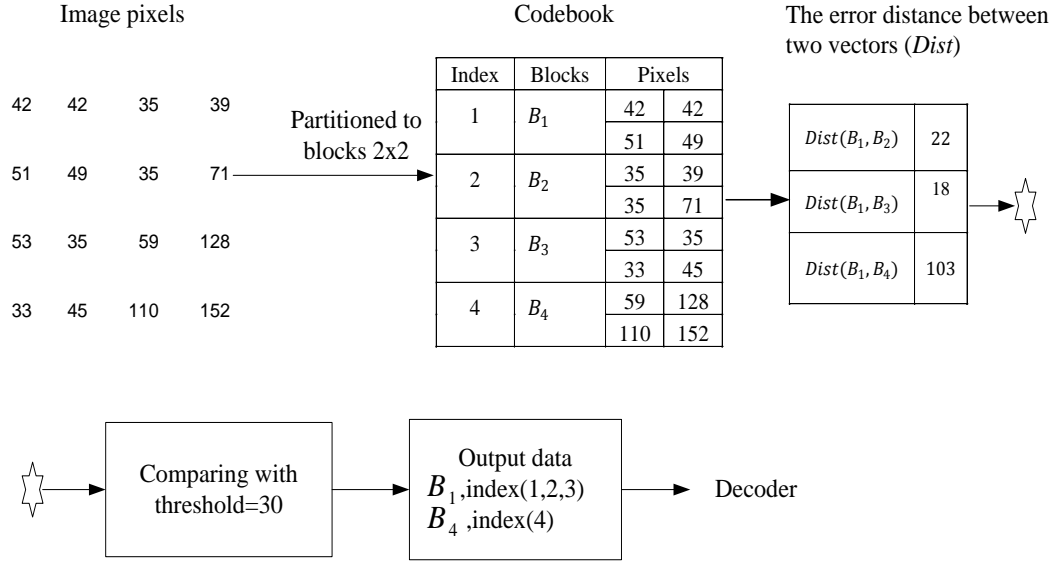 Image pixels
Codebook
The error distance between
two vectors (Dist)
42 42 35 39
51 49 35 71
53 35 59 128
33 45 110 152
Partitioned to
blocks 2x2
Index Blocks Pixels
1 B₁ 42 42
51 49
2 B₂ 35 39
35 71
3 B₃ 53 35
33 45
4 B₄ 59 128
110 152
Dist(B₁, B₂) 22
Dist(B₁, B₃) 18
Dist(B₁, B₄) 103
Comparing with
threshold=30
Output data
B₁,index(1,2,3)
B₄ ,index(4)
Decoder